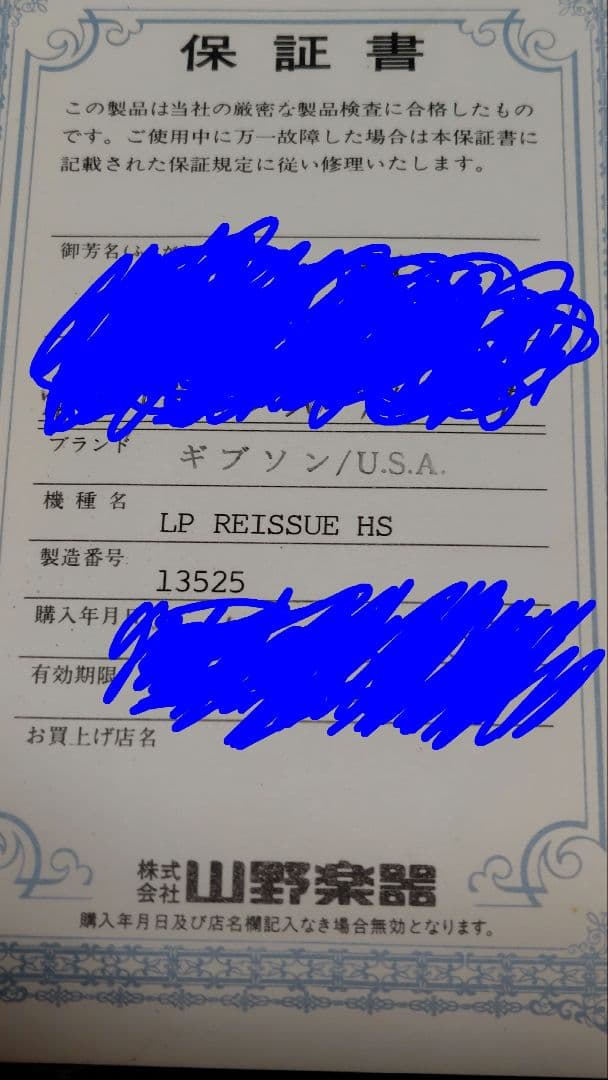 保証書
この製品は当社の厳密な製品検査に合格したもの
です。ご使用中に万一故障した場合は本保証書に
記載された保証規定に従い修理いたします。
御芳名
ブランド ギブソン/U.S.A.
機種名 LP REISSUE HS
製造番号 13525
購入年月日
有効期限
お買上げ店名
株式会社 山野楽器
購入年月日及び店名欄記入なき場合無効となります。